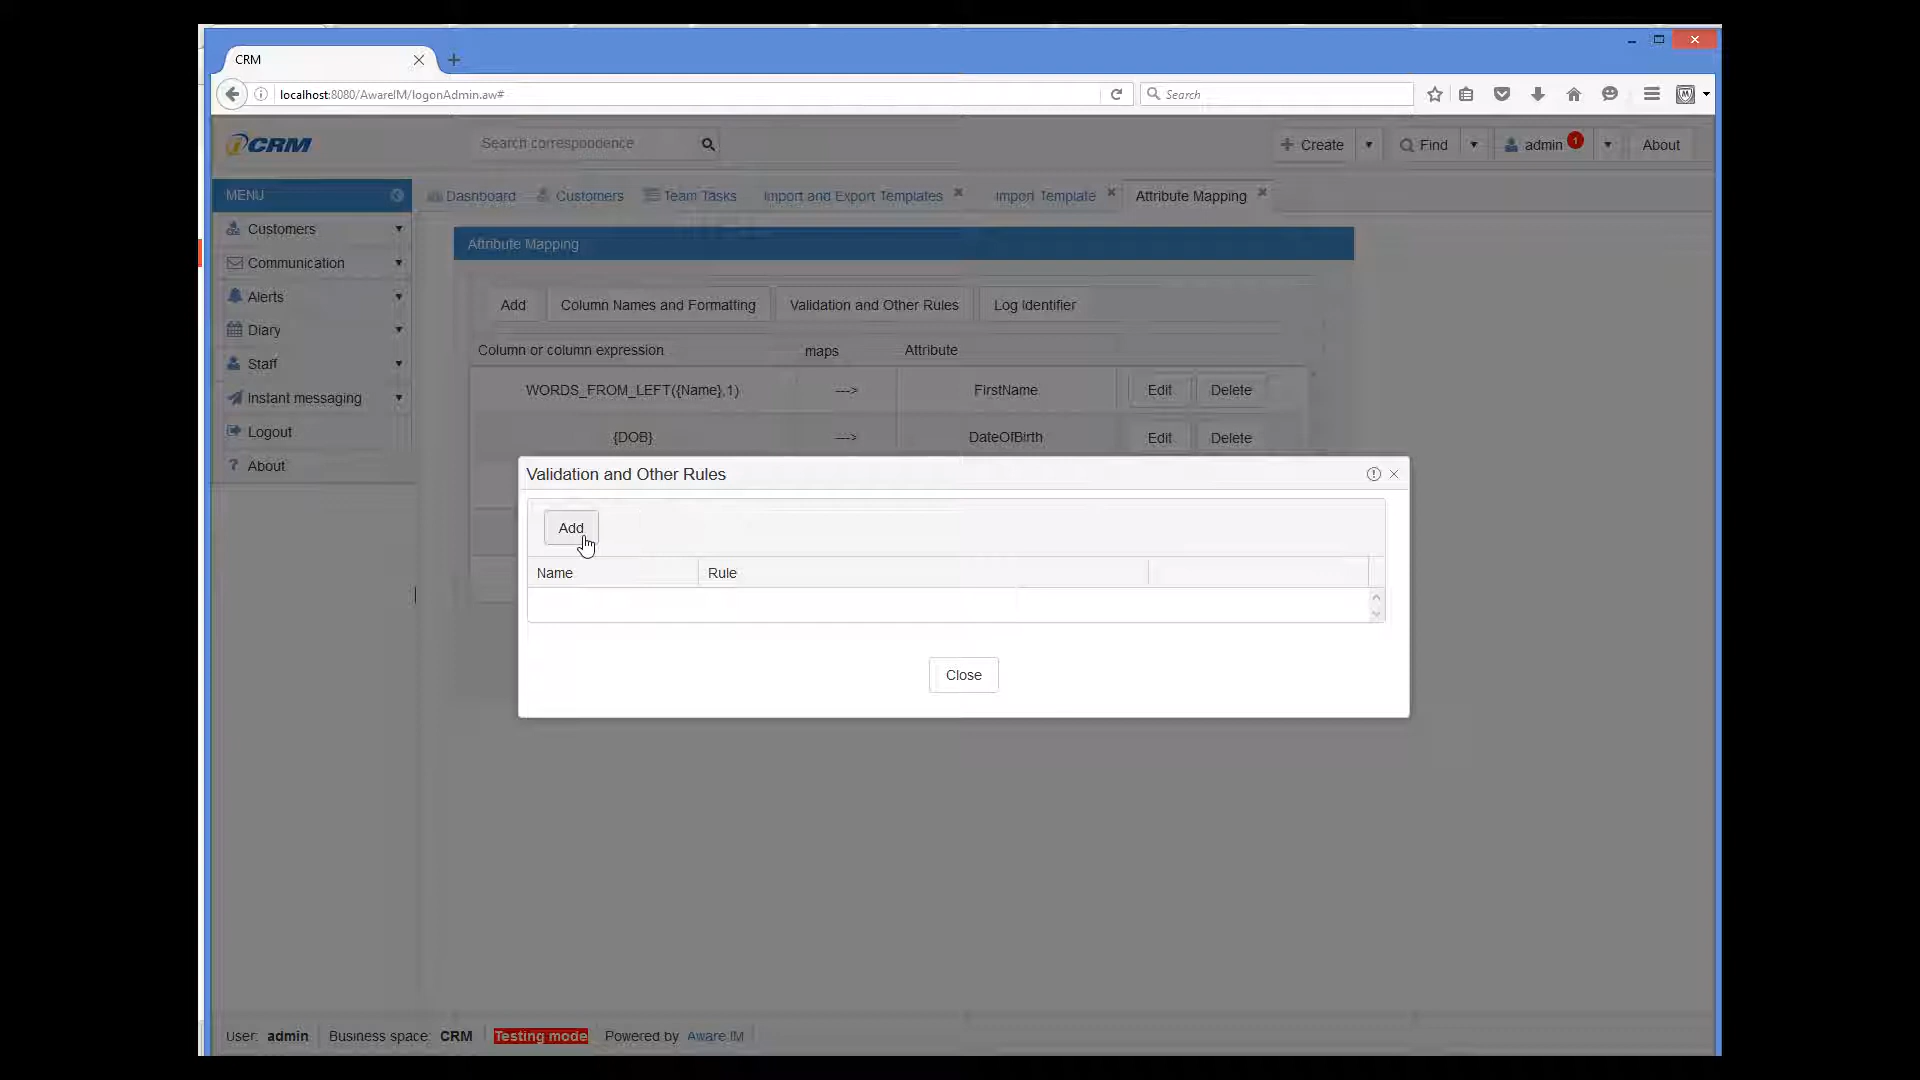 CRM
localhost:8080/AwareIM/logonAdmin.aw#
Search
CRM
Search correspondence
Create
Find
admin
1
About
MENU
Dashboard
Customers
Team Tasks
Import and Export Templates
Import Template
Attribute Mapping
Customers
Communication
Alerts
Diary
Staff
Instant messaging
Logout
? About
Attribute Mapping
Add
Column Names and Formatting
Validation and Other Rules
Log Identifier
Column or column expression
maps
Attribute
WORDS_FROM_LEFT({Name},1)
--->
FirstName
Edit
Delete
{DOB}
--->
DateOfBirth
Edit
Delete
Validation and Other Rules
Add
Name
Rule
Close
User: admin
Business space: CRM
Testing mode
Powered by Aware IM